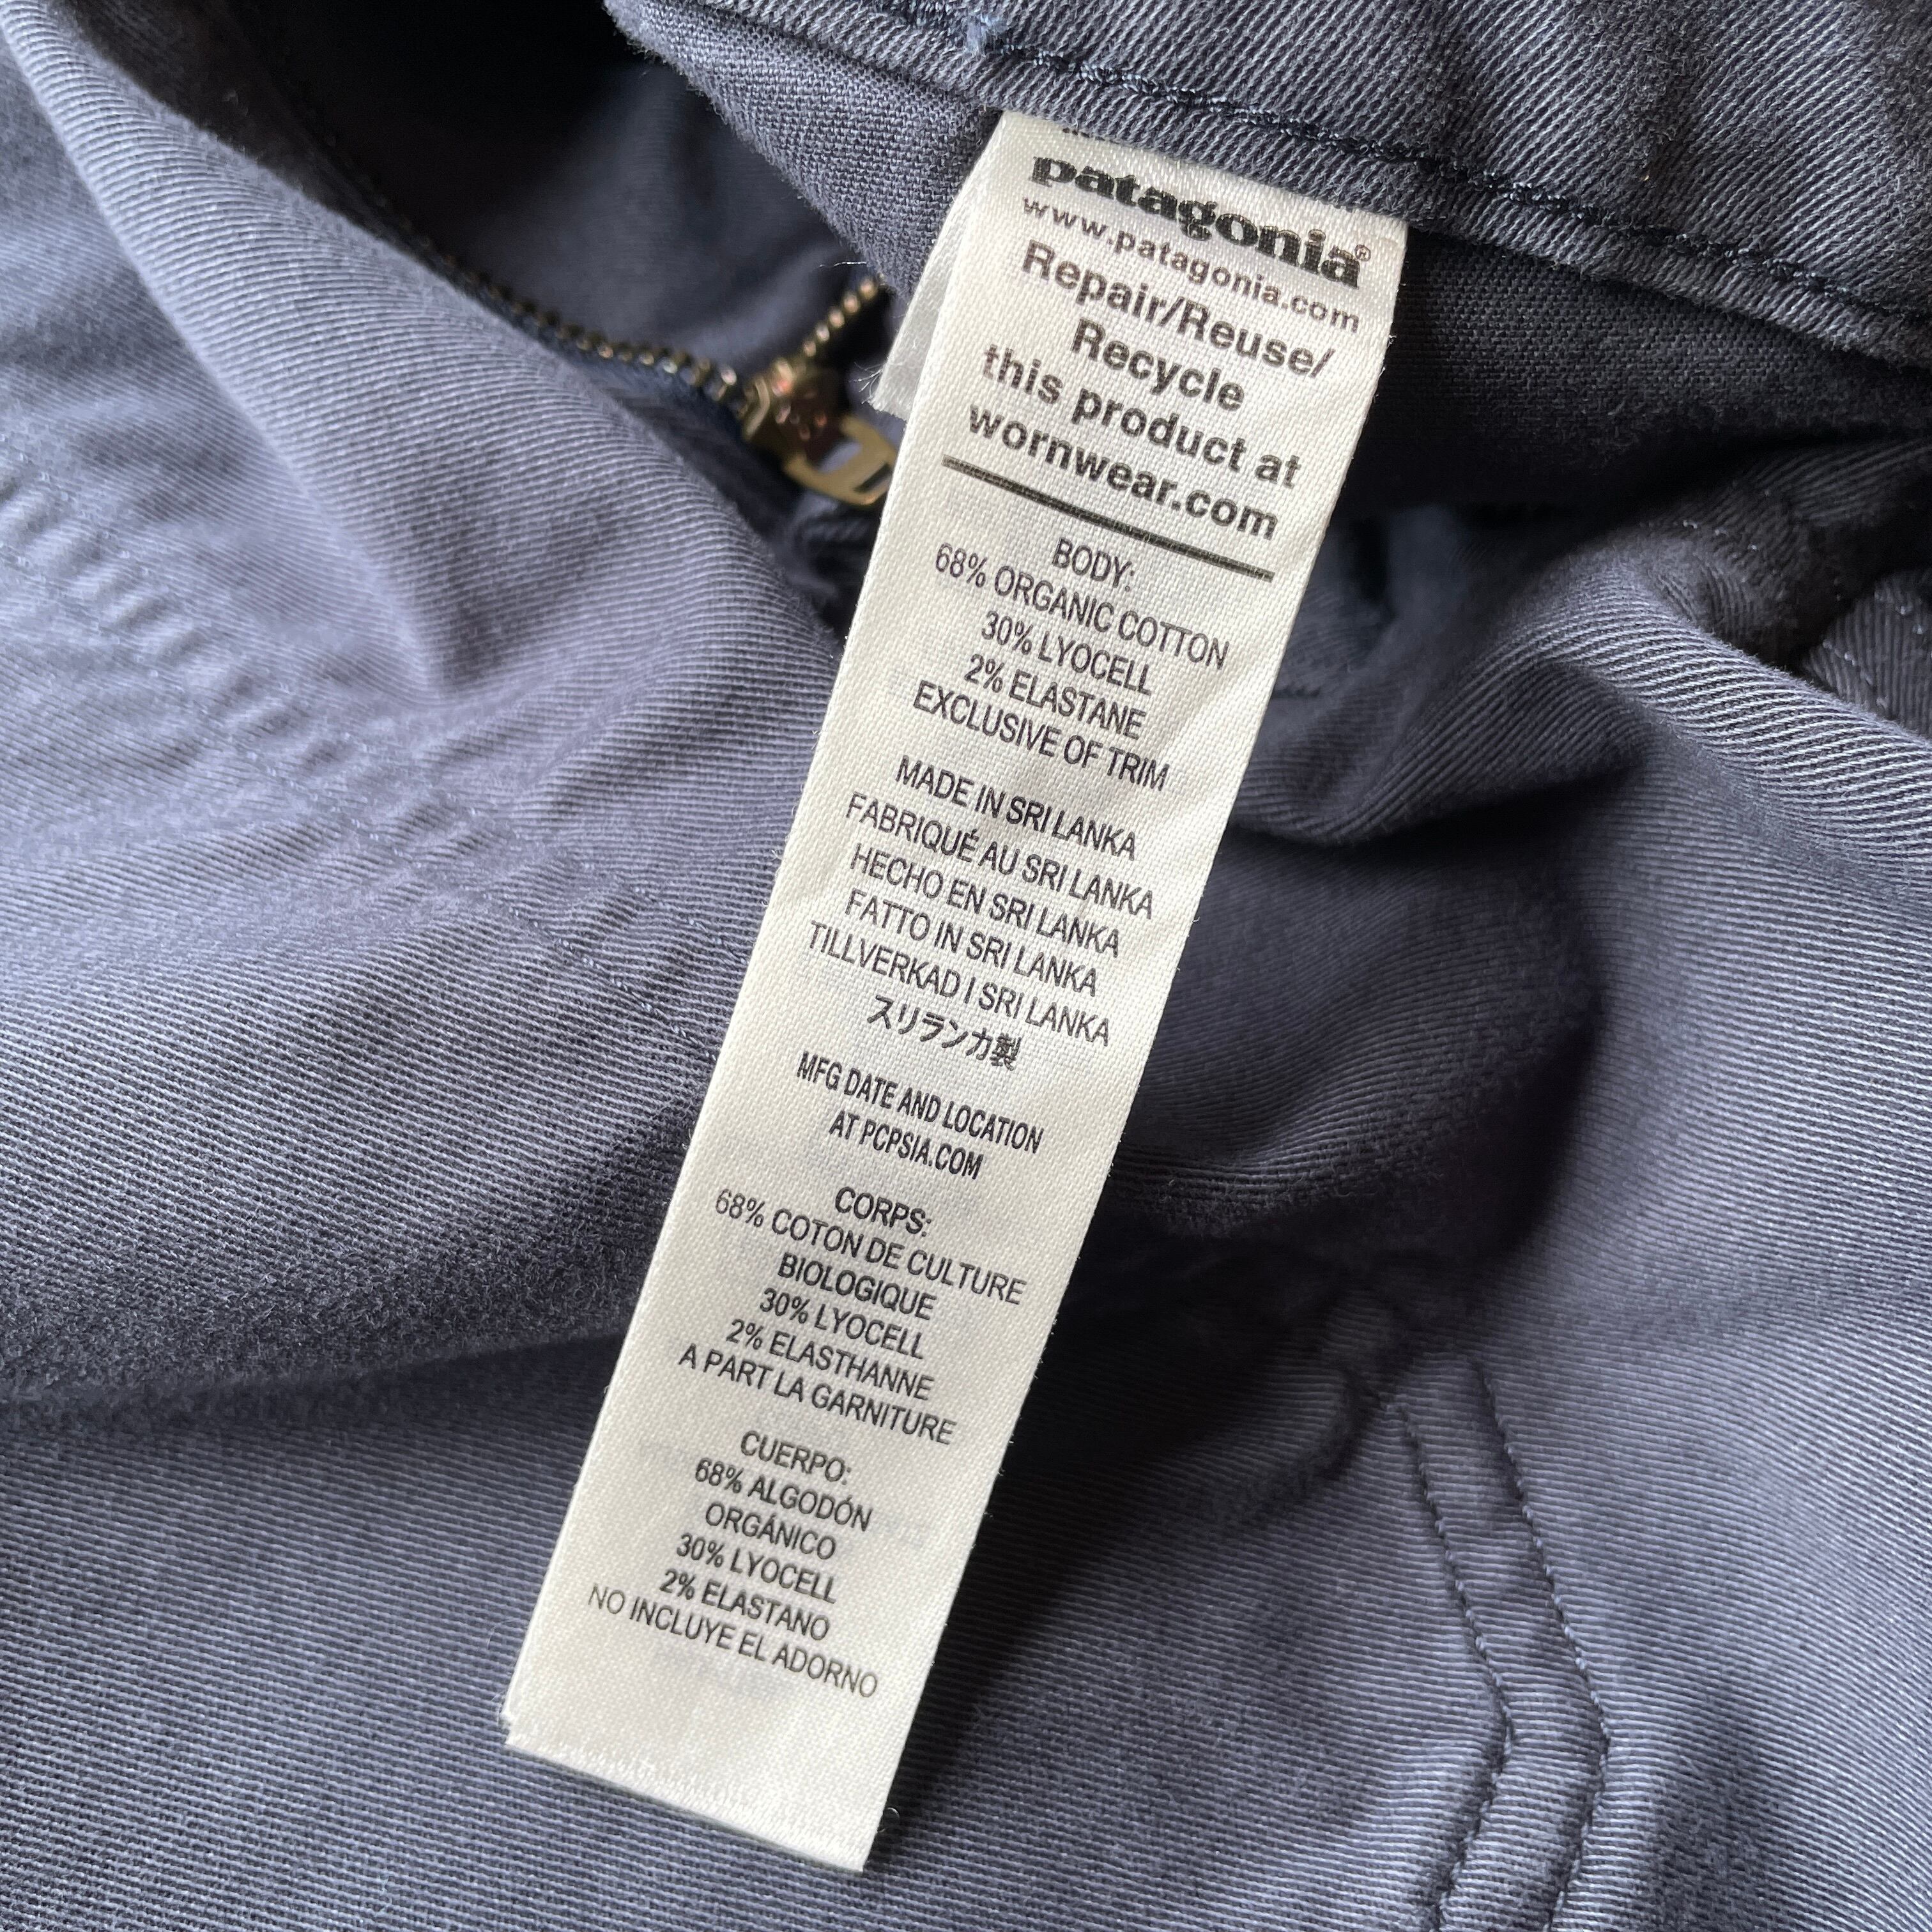 patagonia®
www.patagonia.com
Repair/Reuse/
Recycle
this product at
wornwear.com
BODY:
68% ORGANIC COTTON
30% LYOCELL
2% ELASTANE
EXCLUSIVE OF TRIM
MADE IN SRI LANKA
FABRIQUÉ AU SRI LANKA
HECHO EN SRI LANKA
FATTO IN SRI LANKA
TILLVERKAD I SRI LANKA
スリランカ製
MFG DATE AND LOCATION
AT PCPSIA.COM
CORPS:
68% COTON DE CULTURE
BIOLOGIQUE
30% LYOCELL
2% ELASTHANNE
A PART LA GARNITURE
CUERPO:
68% ALGODÓN
ORGÁNICO
30% LYOCELL
2% ELASTANO
NO INCLUYE EL ADORNO